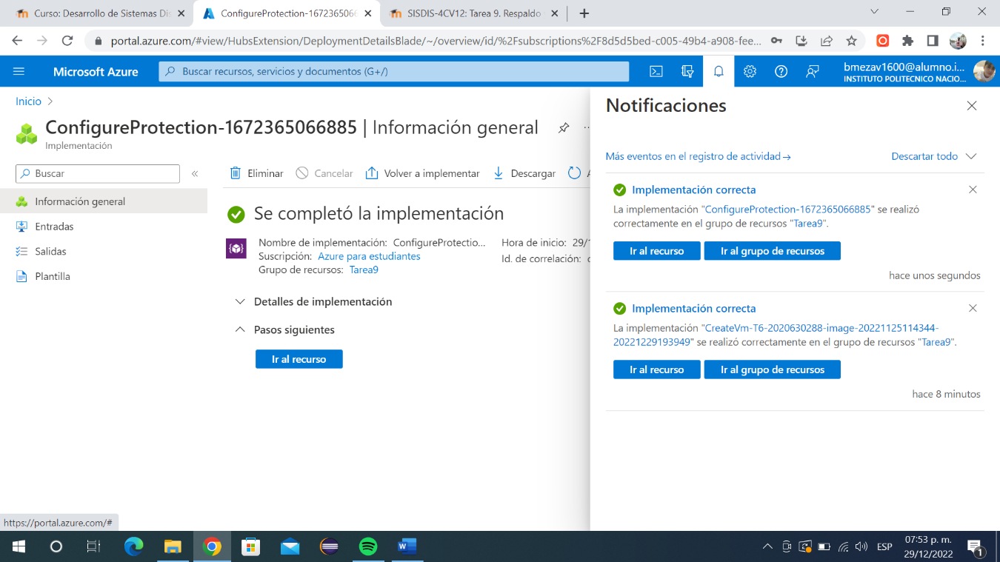 Curso: Desarrollo de Sistemas Dis
ConfigureProtection-1672365066
SISDIS-4CV12: Tarea 9. Respaldo
portal.azure.com/#view/HubsExtension/DeploymentDetailsBlade/~/overview/id/%2Fsubscriptions%2F8d5d5bed-c005-49b4-a908-fee...
Microsoft Azure
Buscar recursos, servicios y documentos (G+/)
bmezav1600@alumno.i...
INSTITUTO POLITECNICO NACIO...
Inicio
ConfigureProtection-1672365066885 | Información general
Implementación
Buscar
Información general
Entradas
Salidas
Plantilla
Eliminar
Cancelar
Volver a implementar
Descargar
Se completó la implementación
Nombre de implementación: ConfigureProtectio...
Suscripción: Azure para estudiantes
Grupo de recursos: Tarea9
Hora de inicio: 29/
Id. de correlación:
Detalles de implementación
Pasos siguientes
Ir al recurso
Notificaciones
Más eventos en el registro de actividad
Descartar todo
Implementación correcta
La implementación "ConfigureProtection-1672365066885" se realizó
correctamente en el grupo de recursos "Tarea9".
Ir al recurso
Ir al grupo de recursos
hace unos segundos
Implementación correcta
La implementación "CreateVm-T6-2020630288-image-20221125114344-
20221229193949" se realizó correctamente en el grupo de recursos "Tarea9".
Ir al recurso
Ir al grupo de recursos
hace 8 minutos
https://portal.azure.com/#
ESP
07:53 p. m.
29/12/2022
1